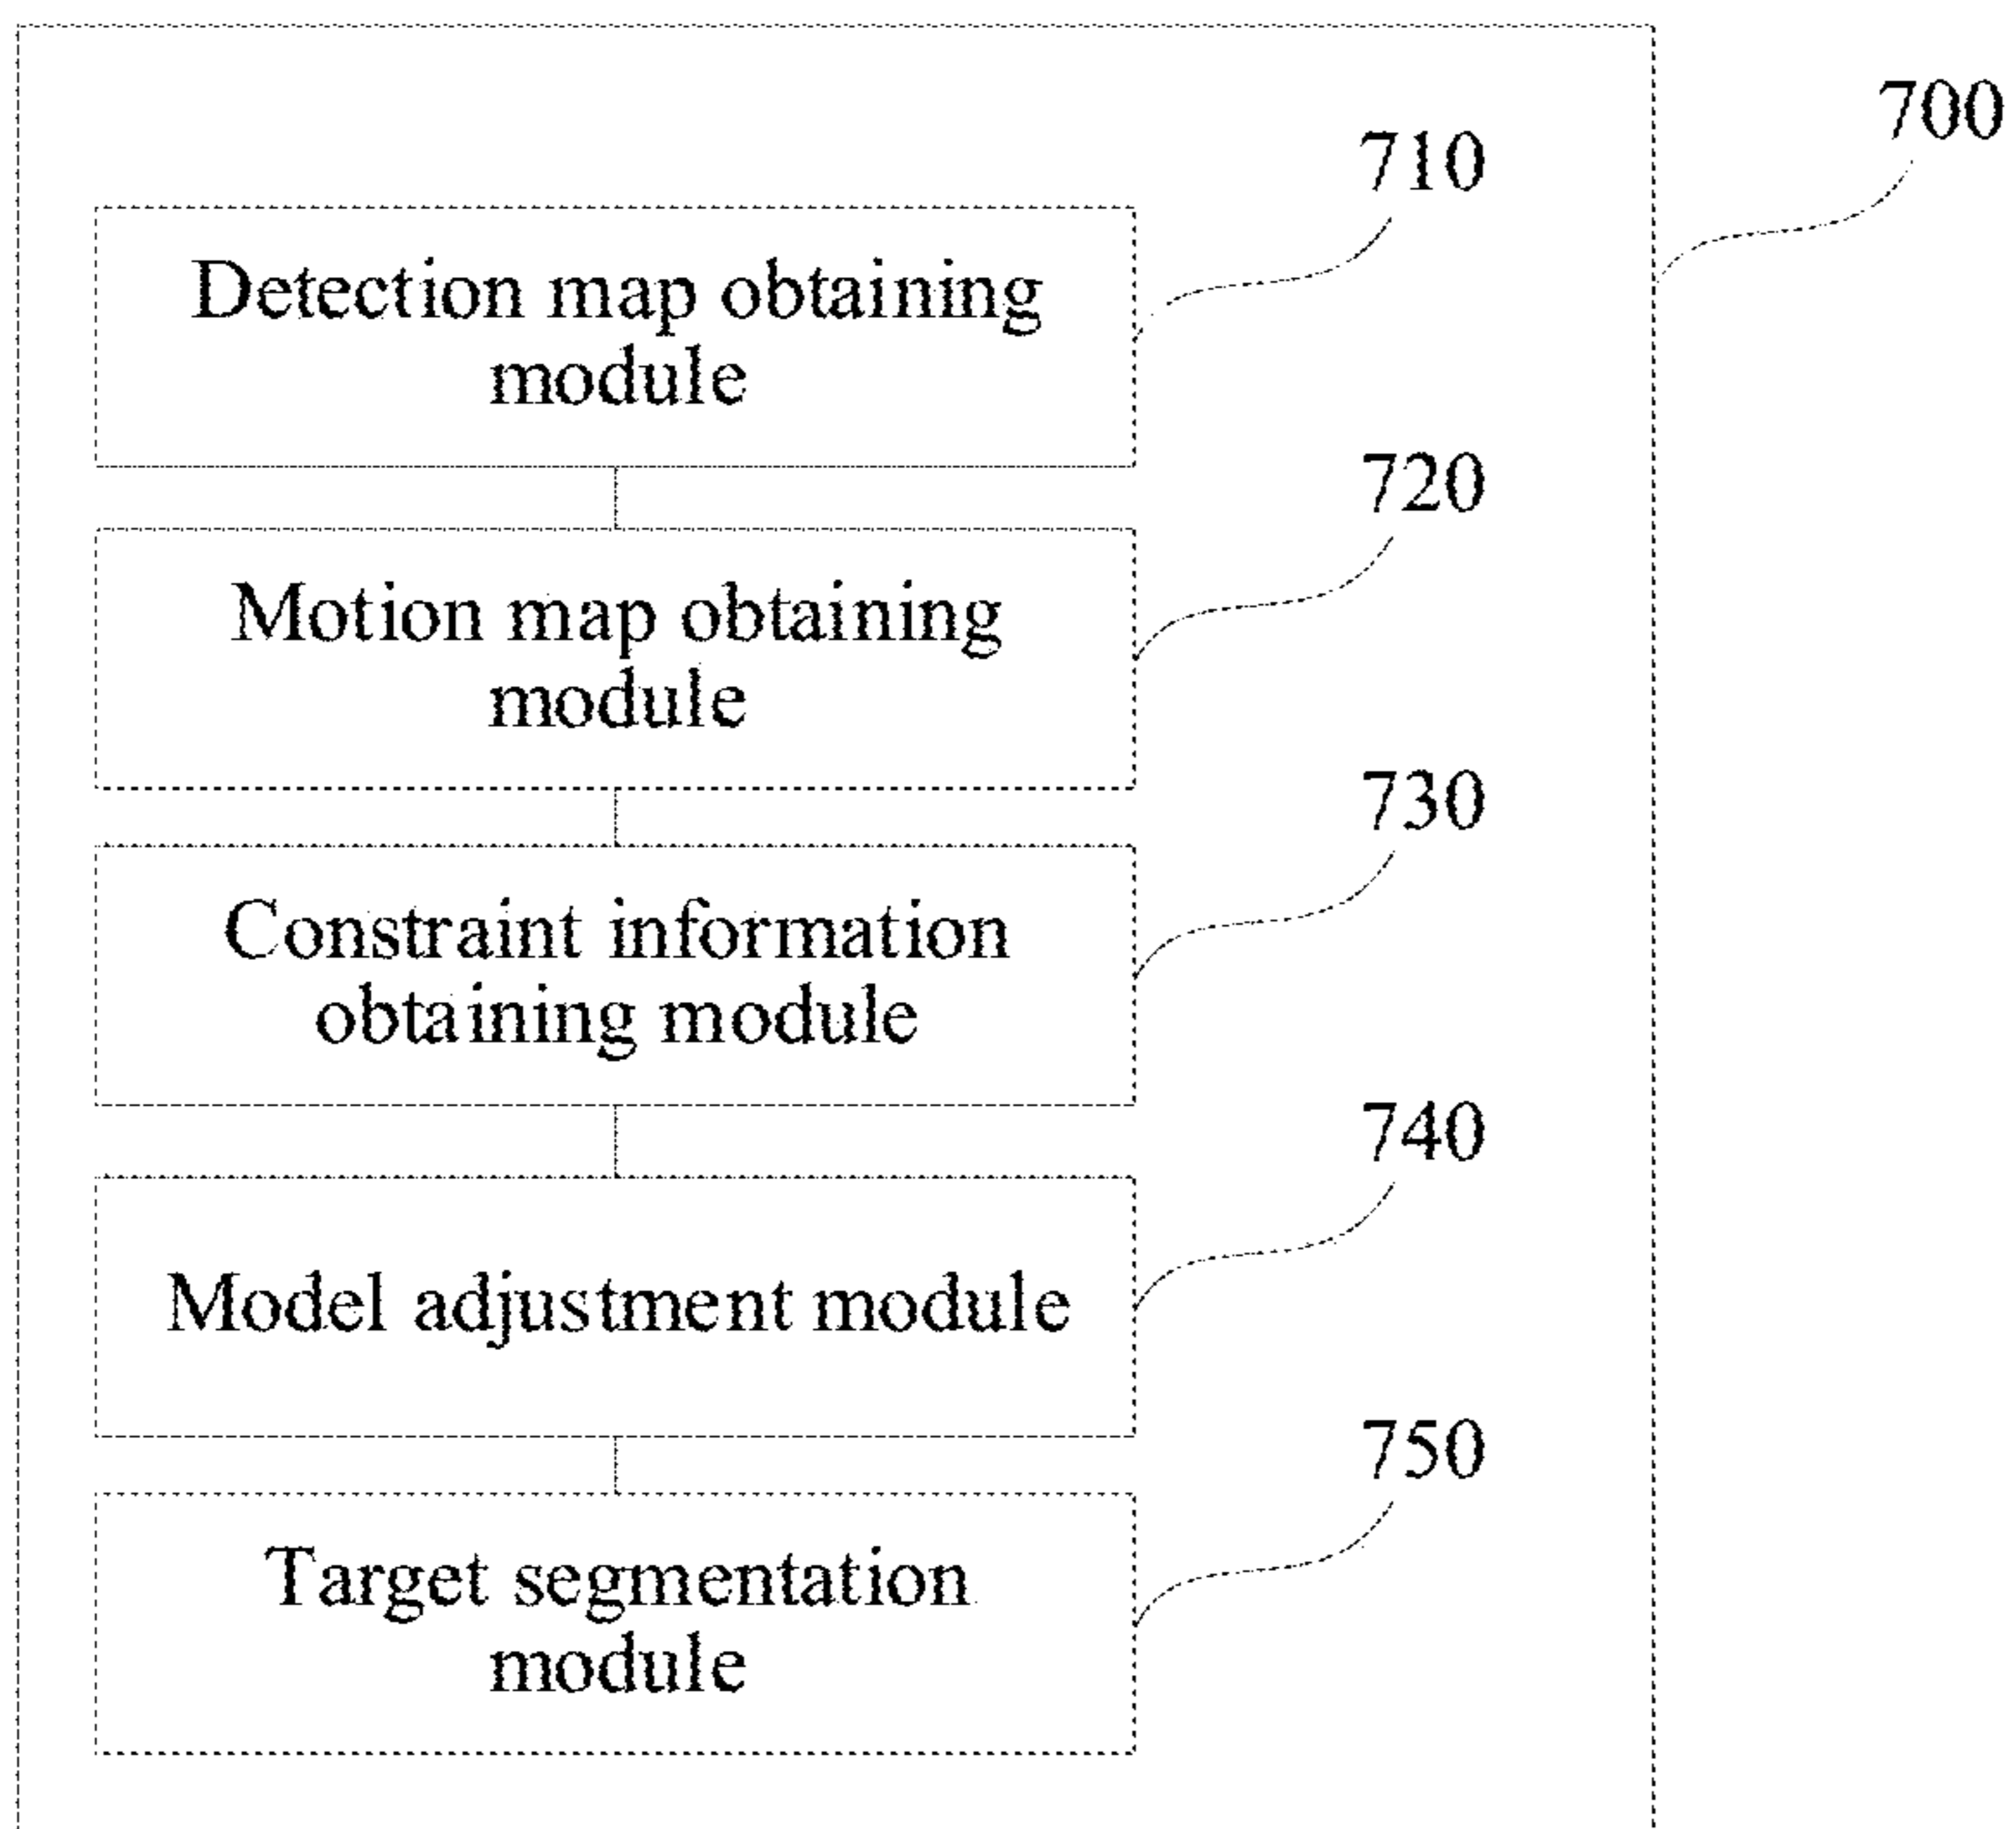 700
710
Detection map obtaining
module
720
Motion map obtaining
module
730
Constraint information
obtaining module
740
Model adjustment module
750
Target segmentation
module